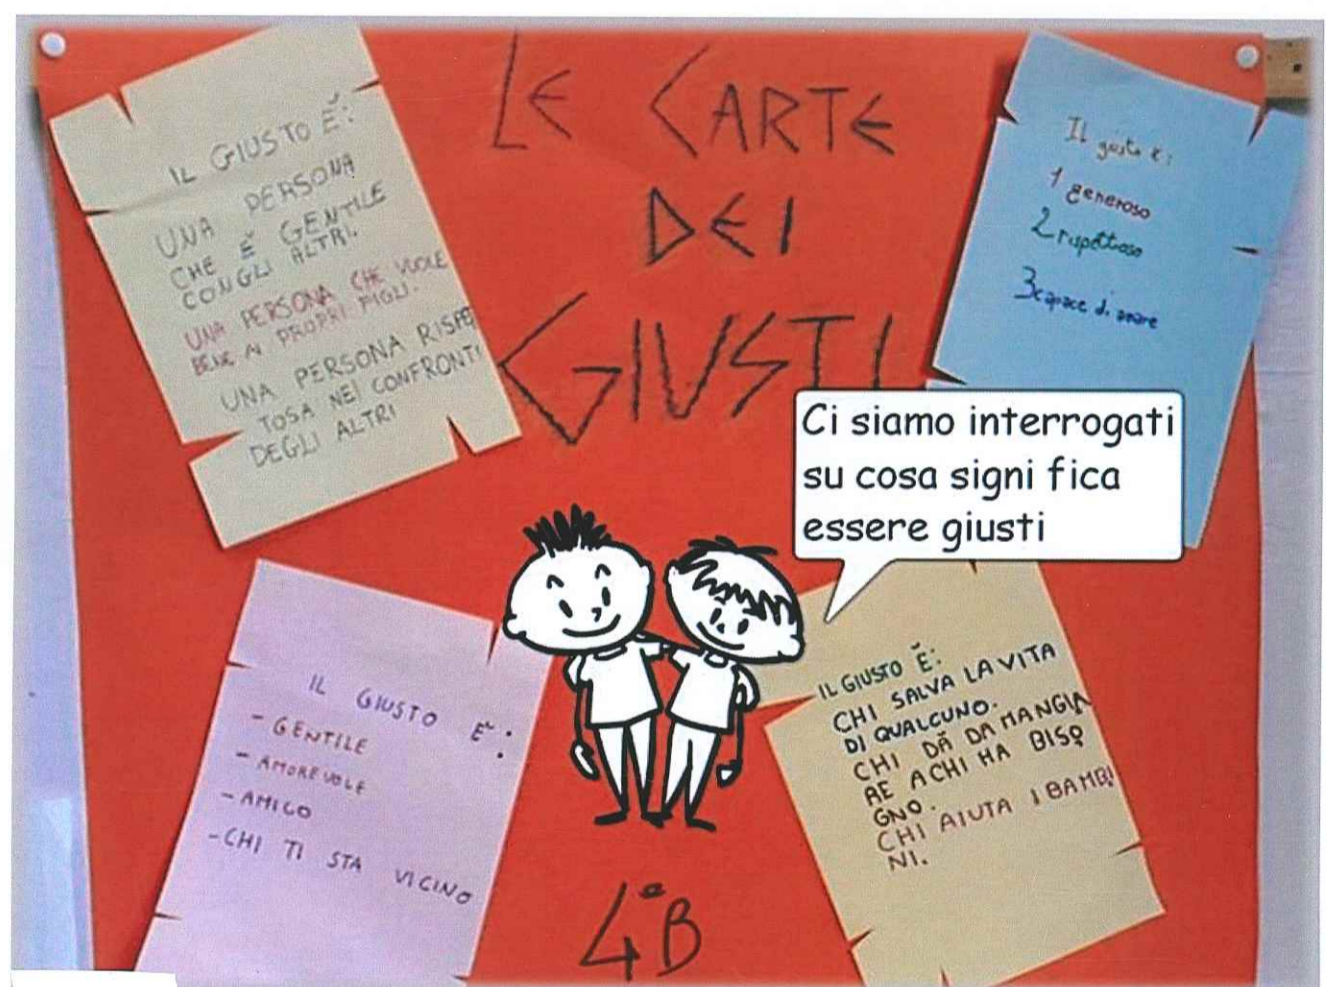 LE CARTE
DEI
GIUSTI
IL GIUSTO È:
UNA PERSONA
CHE È GENTILE
CON GLI ALTRI.
UNA PERSONA CHE VUOLE
BENE AI PROPRI FIGLI.
UNA PERSONA RISPET
TOSA NEI CONFRONTI
DEGLI ALTRI
Il giusto è:
1 generoso
2 rispettoso
3 capace di amare
Ci siamo interrogati
su cosa signi fica
essere giusti
IL GIUSTO È:
- GENTILE
- AMOREVOLE
- AMICO
- CHI TI STA VICINO
IL GIUSTO È:
CHI SALVA LA VITA
DI QUALCUNO.
CHI DÀ DA MANGIA
RE A CHI HA BISO
GNO.
CHI AIUTA I BAMBI
NI.
4ª B